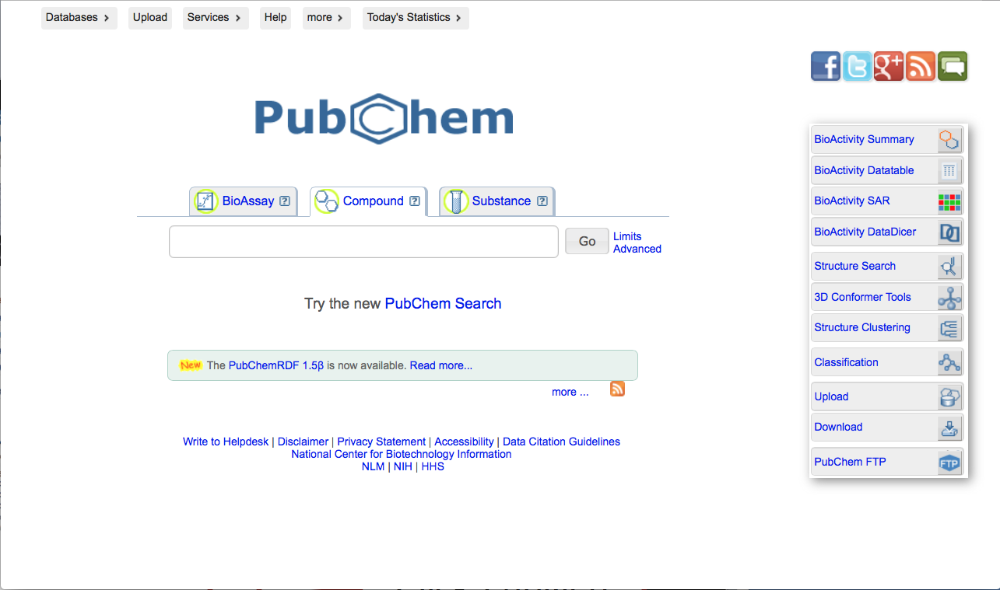 Databases Upload Services Help more Today's Statistics
PubChem
BioAssay ? Compound ? Substance ?
Go
Limits
Advanced
Try the new PubChem Search
New The PubChemRDF 1.5β is now available. Read more...
more ...
Write to Helpdesk | Disclaimer | Privacy Statement | Accessibility | Data Citation Guidelines
National Center for Biotechnology Information
NLM | NIH | HHS
BioActivity Summary
BioActivity Datatable
BioActivity SAR
BioActivity DataDicer
Structure Search
3D Conformer Tools
Structure Clustering
Classification
Upload
Download
PubChem FTP
FTP